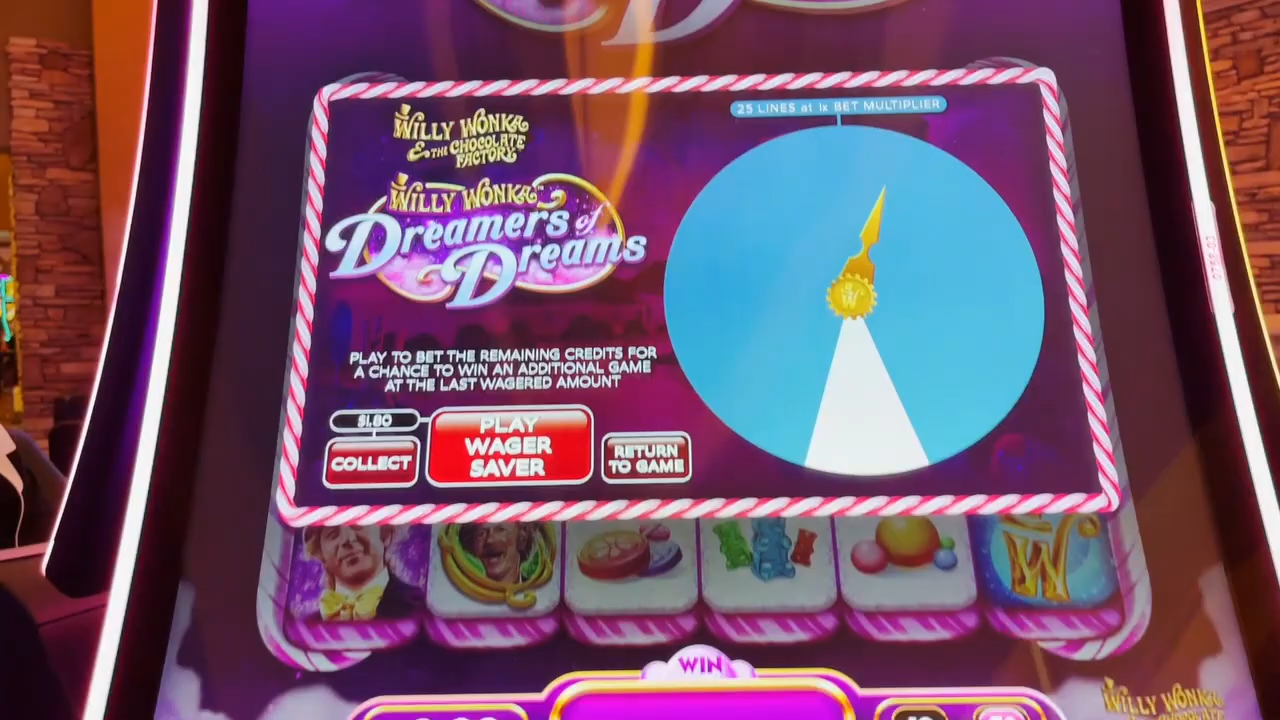 25 LINES at 1x BET MULTIPLIER
WILLY WONKA
& THE CHOCOLATE
FACTORY
WILLY WONKA™
Dreamers of
Dreams
PLAY TO BET THE REMAINING CREDITS FOR
A CHANCE TO WIN AN ADDITIONAL GAME
AT THE LAST WAGERED AMOUNT
$1.80
COLLECT
PLAY
WAGER
SAVER
RETURN
TO GAME
W
W
WIN
WILLY WONKA